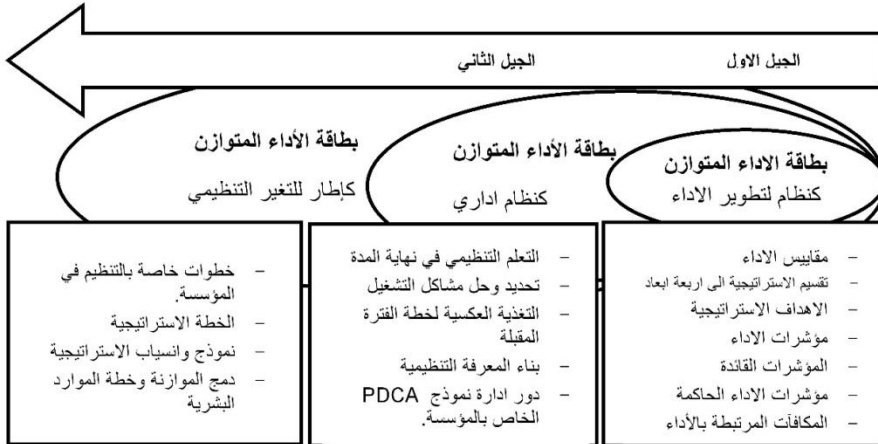 الجيل الاول
الجيل الثاني
بطاقة الاداء المتوازن
كنظام لتطوير الاداء
بطاقة الأداء المتوازن
كنظام اداري
بطاقة الأداء المتوازن
كإطار للتغير التنظيمي
- مقاييس الاداء
- تقسيم الاستراتيجية الى اربعة ابعاد
- الاهداف الاستراتيجية
- مؤشرات الاداء
- المؤشرات القائدة
- مؤشرات الاداء الحاكمة
- المكافآت المرتبطة بالأداء
- التعلم التنظيمي في نهاية المدة
- تحديد وحل مشاكل التشغيل
- التغذية العكسية لخطة الفترة
المقبلة
- بناء المعرفة التنظيمية
- دور ادارة نموذج PDCA
الخاص بالمؤسسة.
- خطوات خاصة بالتنظيم في
المؤسسة.
- الخطة الاستراتيجية
- نموذج وانسياب الاستراتيجية
- دمج الموازنة وخطة الموارد
البشرية